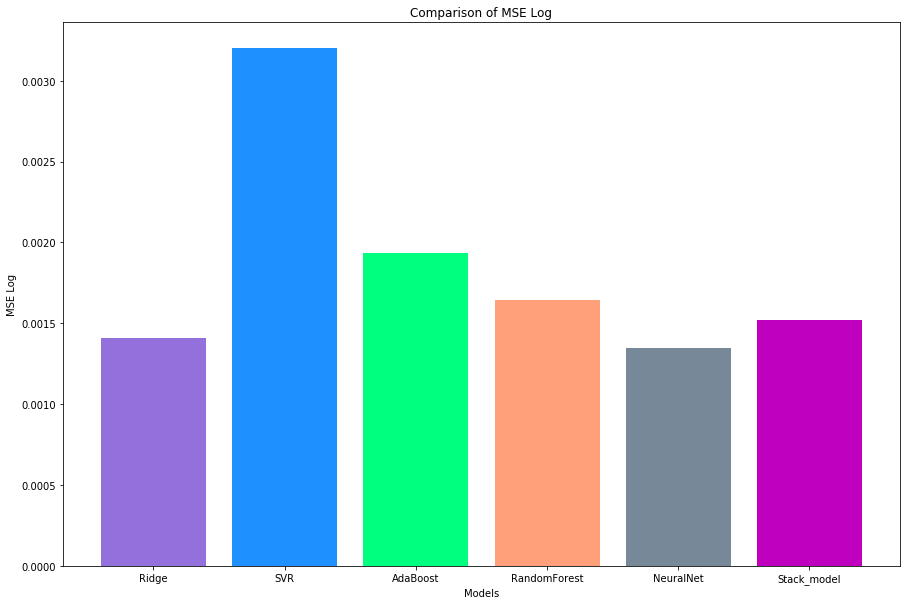 Comparison of MSE Log
0.0030
0.0025
0.0020
0.0015
0.0010
0.0005
0.0000
MSE Log
Ridge SVR AdaBoost RandomForest NeuralNet Stack_model
Models